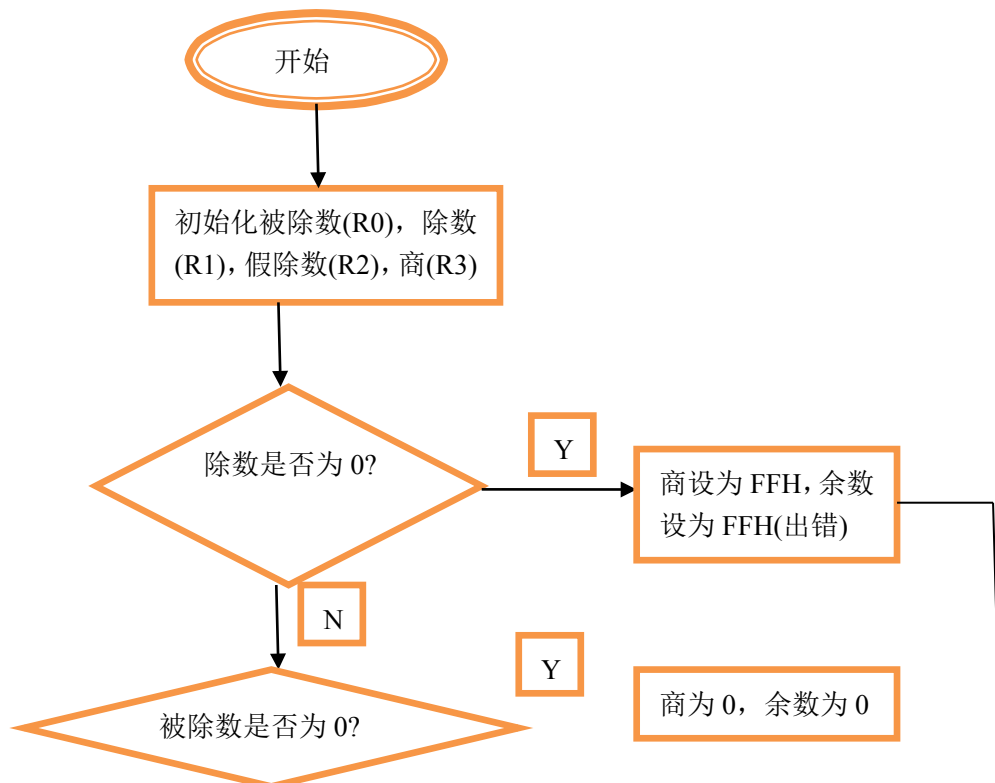 开始
初始化被除数(R0)，除数
(R1)，假除数(R2)，商(R3)
除数是否为 0?
Y
商设为 FFH，余数
设为 FFH(出错)
N
Y
被除数是否为 0?
商为 0，余数为 0